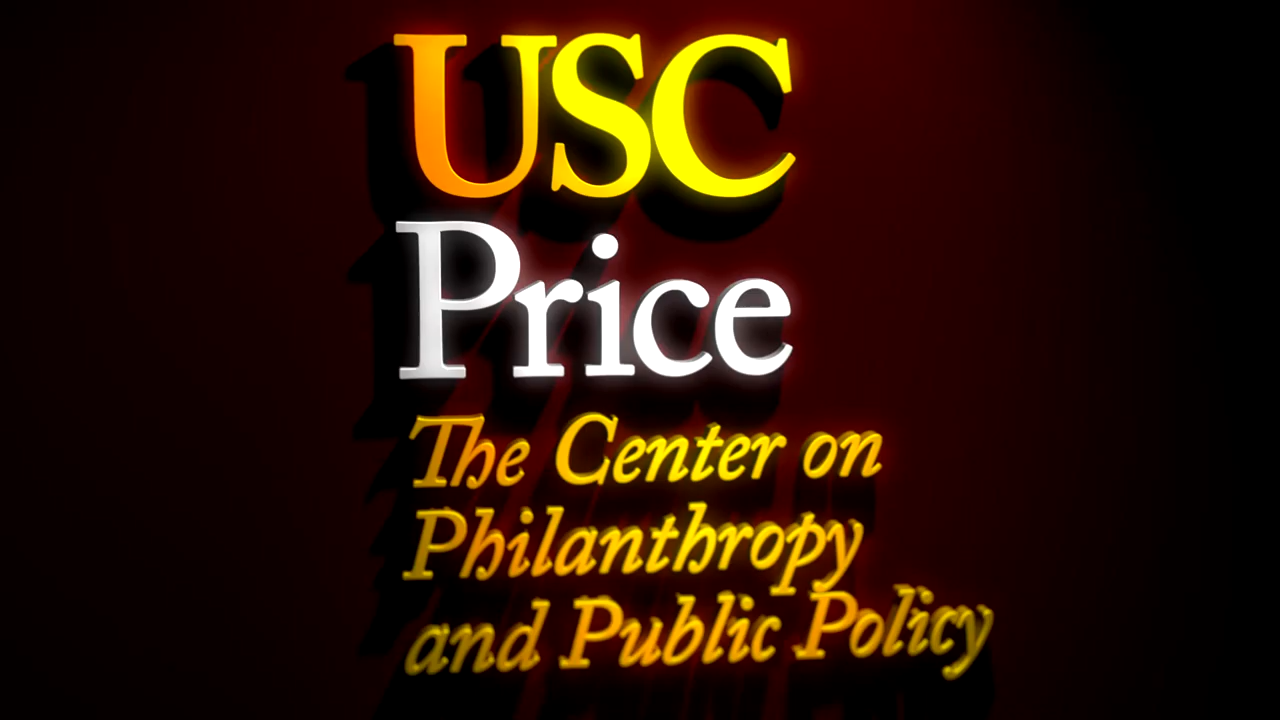 USC
Price
The Center on
Philanthropy
and Public Policy